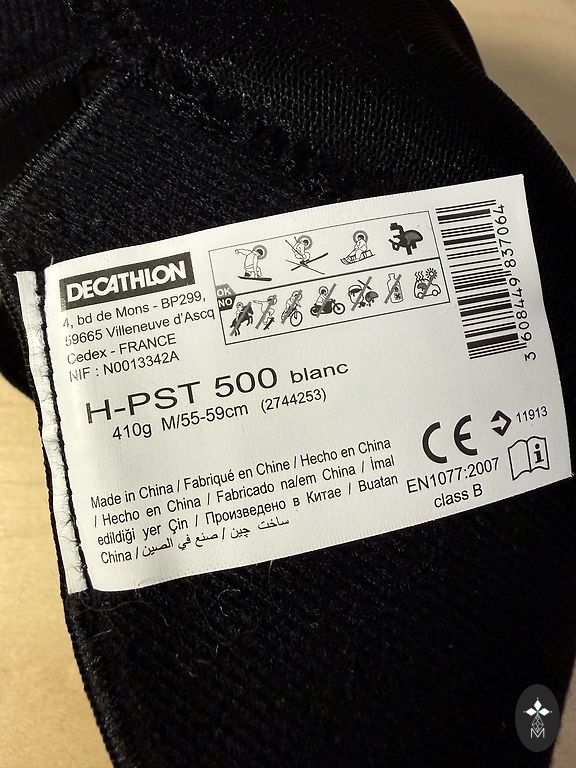 DECATHLON
4, bd de Mons - BP299,
59665 Villeneuve d'Ascq
Cedex - FRANCE
NIF : N0013342A
OK
NO
3 608449 837064
H-PST 500 blanc
410g M/55-59cm (2744253)
Made in China / Fabriqué en Chine / Hecho en China
/ Hecho en China / Fabricado na/em China / İmal
edildiği yer Çin / Произведено в Китае / Buatan
China / ساخت چین / صنع في الصين
CE
11913
EN1077:2007
class B
i
M